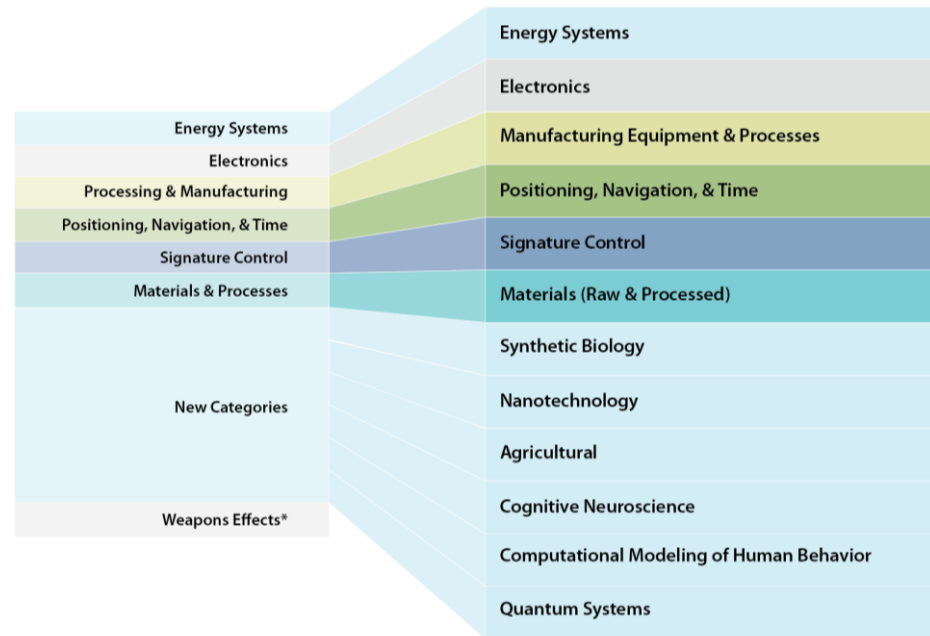 Energy Systems
Electronics
Processing & Manufacturing
Positioning, Navigation, & Time
Signature Control
Materials & Processes
New Categories
Weapons Effects*
Energy Systems
Electronics
Manufacturing Equipment & Processes
Positioning, Navigation, & Time
Signature Control
Materials (Raw & Processed)
Synthetic Biology
Nanotechnology
Agricultural
Cognitive Neuroscience
Computational Modeling of Human Behavior
Quantum Systems